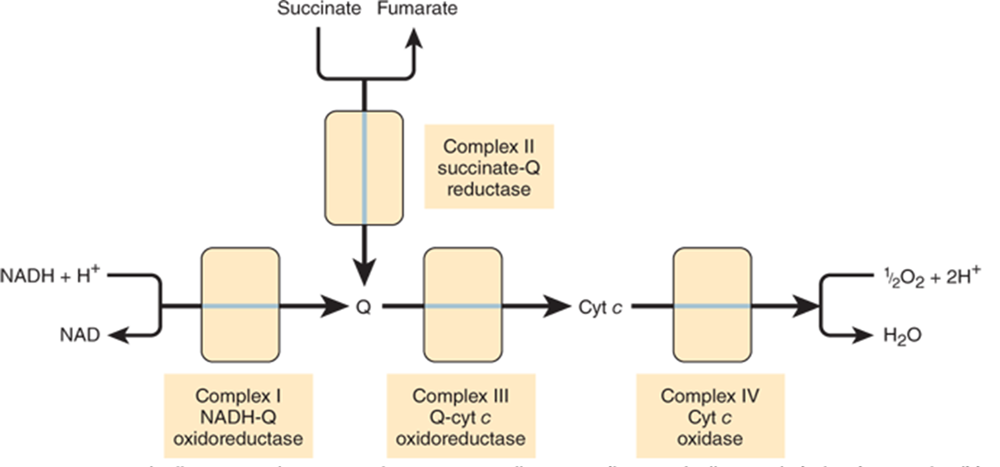 Succinate Fumarate
Complex II
succinate-Q
reductase
NADH + H⁺
NAD
Q
Cyt c
½O₂ + 2H⁺
H₂O
Complex I
NADH-Q
oxidoreductase
Complex III
Q-cyt c
oxidoreductase
Complex IV
Cyt c
oxidase